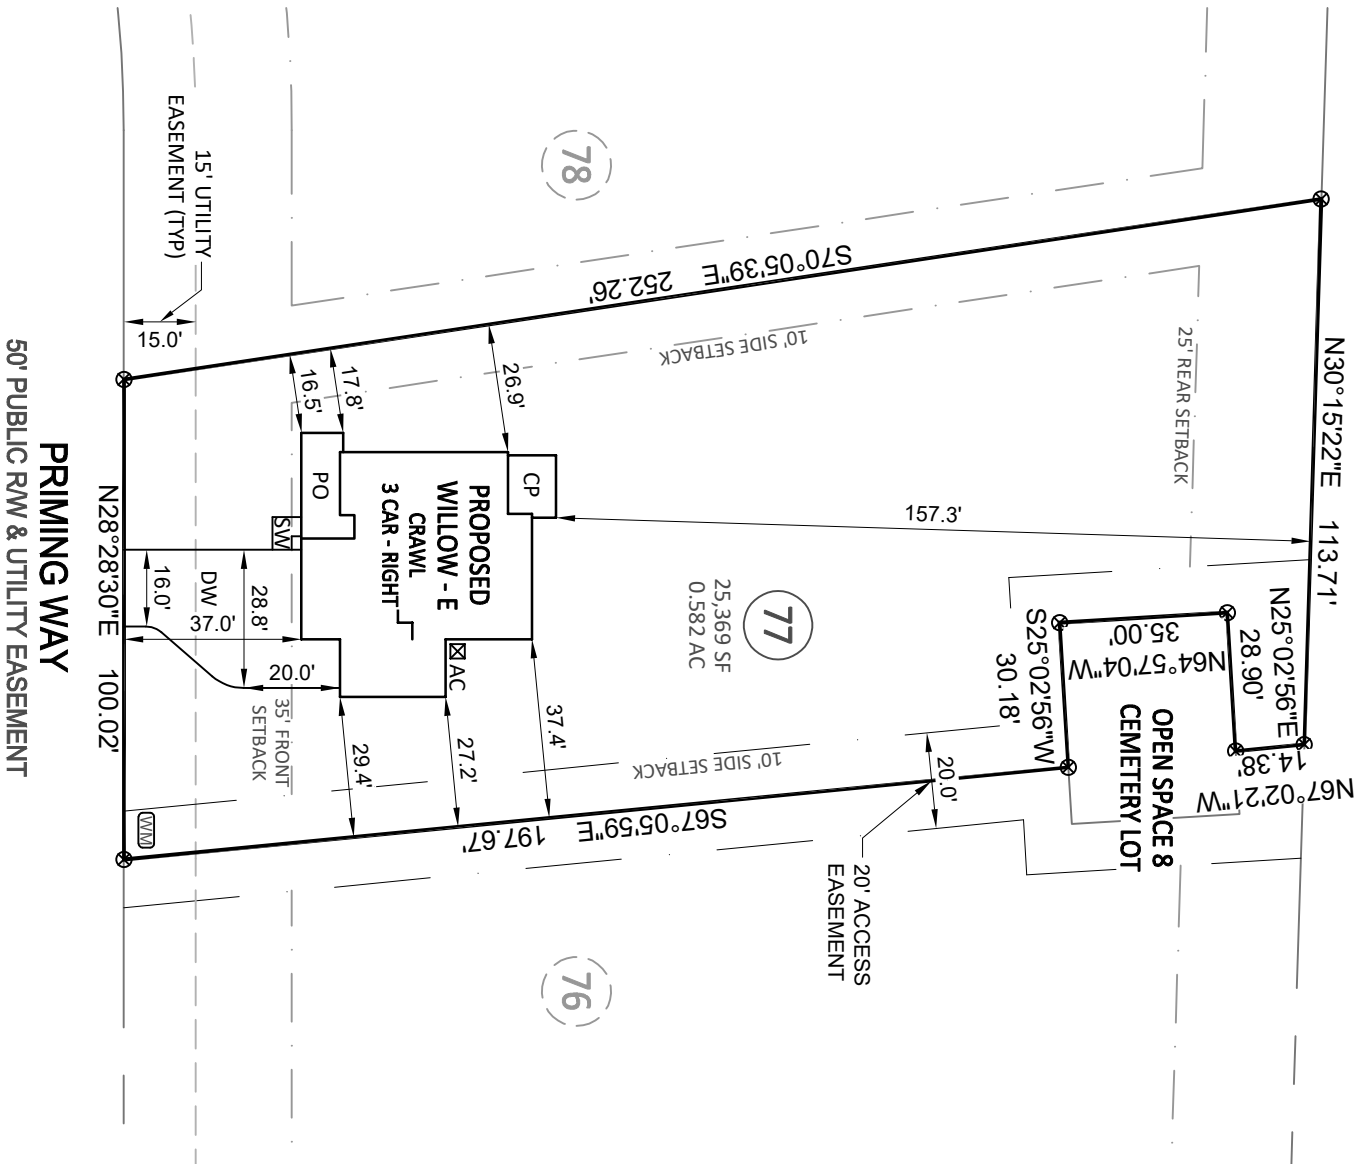 78
15' UTILITY
EASEMENT (TYP)
15.0'
S70°05'39"E 252.26'
10' SIDE SETBACK
25' REAR SETBACK
N30°15'22"E 113.71'
16.5'
17.8'
26.9'
157.3'
PO
CP
SW
PROPOSED
WILLOW - E
CRAWL
3 CAR - RIGHT
AC
77
25,369 SF
0.582 AC
DW
16.0'
28.8'
37.0'
20.0'
35' FRONT
SETBACK
29.4'
27.2'
37.4'
10' SIDE SETBACK
20.0'
S67°05'59"E 197.67'
WM
20' ACCESS
EASEMENT
S25°02'56"W
30.18'
35.00'
N64°57'04"W
N25°02'56"E
28.90'
14.38'
N67°02'21"W
OPEN SPACE 8
CEMETERY LOT
76
N28°28'30"E 100.02'
PRIMING WAY
50' PUBLIC R/W & UTILITY EASEMENT